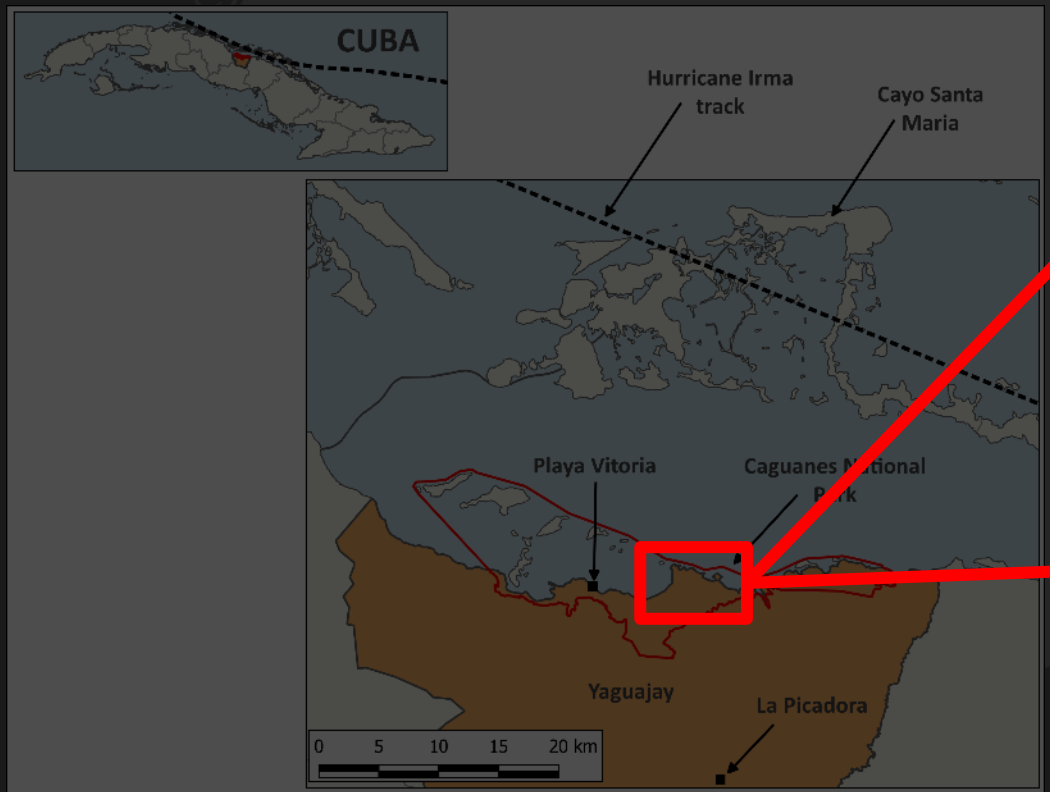 CUBA
Hurricane Irma
track
Cayo Santa
Maria
Playa Vitoria
Caguanes National
Park
Yaguajay
La Picadora
0 5 10 15 20 km